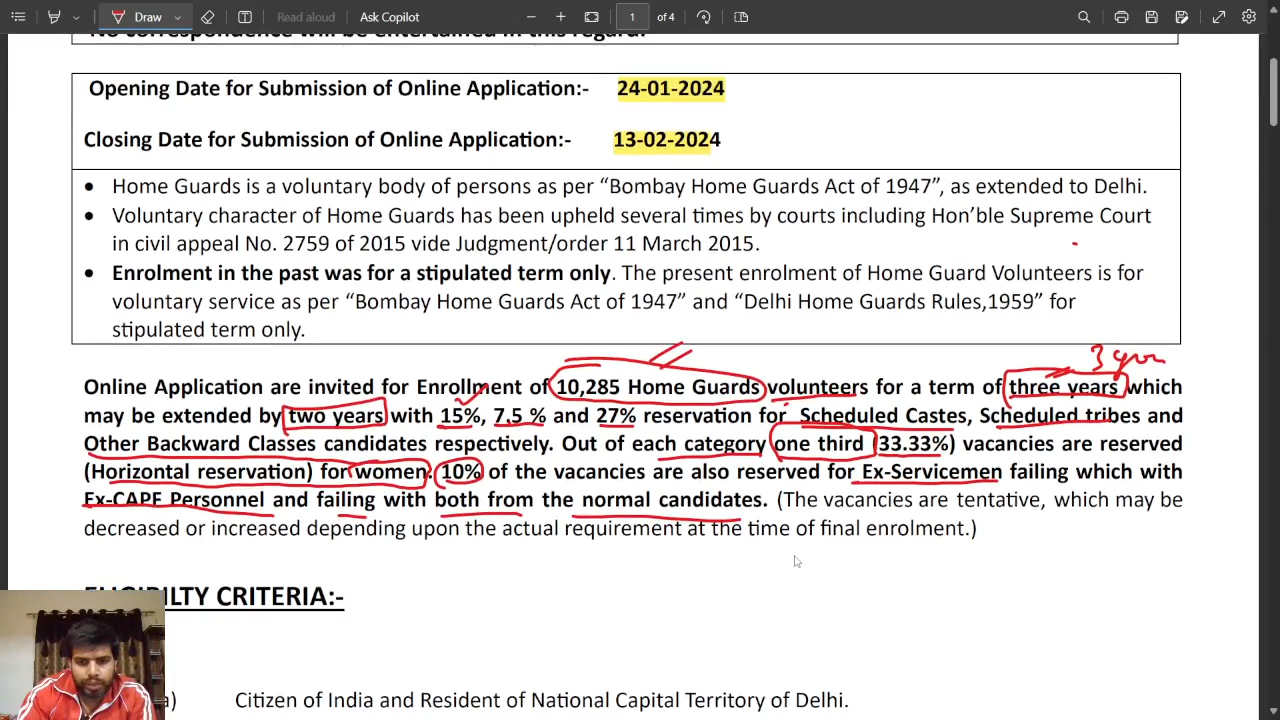 Draw
Read aloud
Ask Copilot
1 of 4
No correspondence will be entertained in this regard.
Opening Date for Submission of Online Application:- 24-01-2024
Closing Date for Submission of Online Application:- 13-02-2024
• Home Guards is a voluntary body of persons as per “Bombay Home Guards Act of 1947”, as extended to Delhi.
• Voluntary character of Home Guards has been upheld several times by courts including Hon’ble Supreme Court
in civil appeal No. 2759 of 2015 vide Judgment/order 11 March 2015.
• Enrolment in the past was for a stipulated term only. The present enrolment of Home Guard Volunteers is for
voluntary service as per “Bombay Home Guards Act of 1947” and “Delhi Home Guards Rules,1959” for
stipulated term only.
Online Application are invited for Enrollment of 10,285 Home Guards volunteers for a term of three years which
may be extended by two years with 15%, 7.5 % and 27% reservation for Scheduled Castes, Scheduled tribes and
Other Backward Classes candidates respectively. Out of each category one third (33.33%) vacancies are reserved
(Horizontal reservation) for women. 10% of the vacancies are also reserved for Ex-Servicemen failing which with
Ex-CAPF Personnel and failing with both from the normal candidates. (The vacancies are tentative, which may be
decreased or increased depending upon the actual requirement at the time of final enrolment.)
CRITERIA:-
Citizen of India and Resident of National Capital Territory of Delhi.